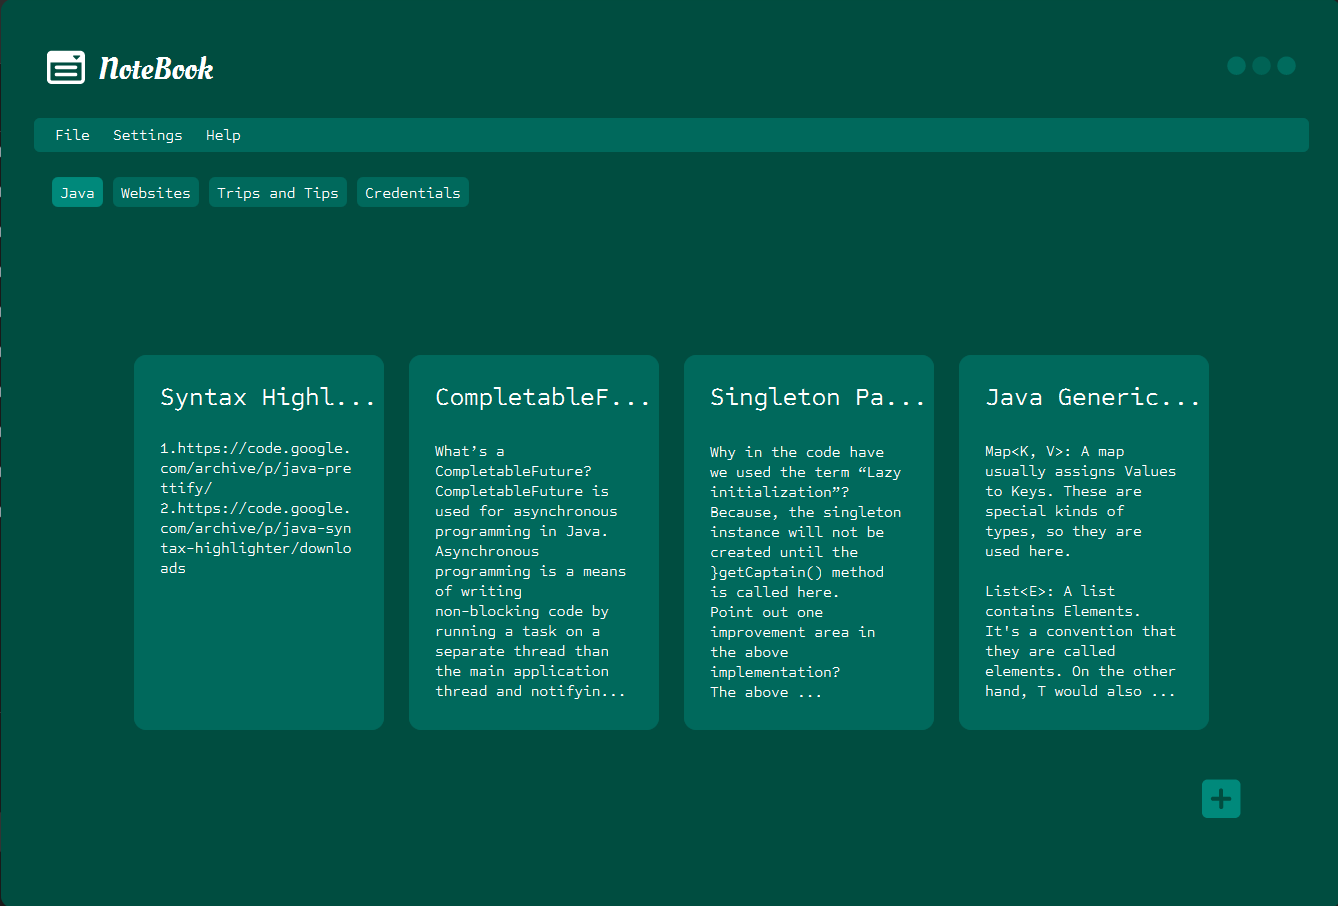 NoteBook
File Settings Help
Java Websites Trips and Tips Credentials
Syntax Highl...
1.https://code.google.
com/archive/p/java-pre
ttify/
2.https://code.google.
com/archive/p/java-syn
tax-highlighter/downlo
ads
CompletableF...
What’s a
CompletableFuture?
CompletableFuture is
used for asynchronous
programming in Java.
Asynchronous
programming is a means
of writing
non-blocking code by
running a task on a
separate thread than
the main application
thread and notifyin...
Singleton Pa...
Why in the code have
we used the term “Lazy
initialization”?
Because, the singleton
instance will not be
created until the
}getCaptain() method
is called here.
Point out one
improvement area in
the above
implementation?
The above ...
Java Generic...
Map<K, V>: A map
usually assigns Values
to Keys. These are
special kinds of
types, so they are
used here.
List<E>: A list
contains Elements.
It's a convention that
they are called
elements. On the other
hand, T would also ...